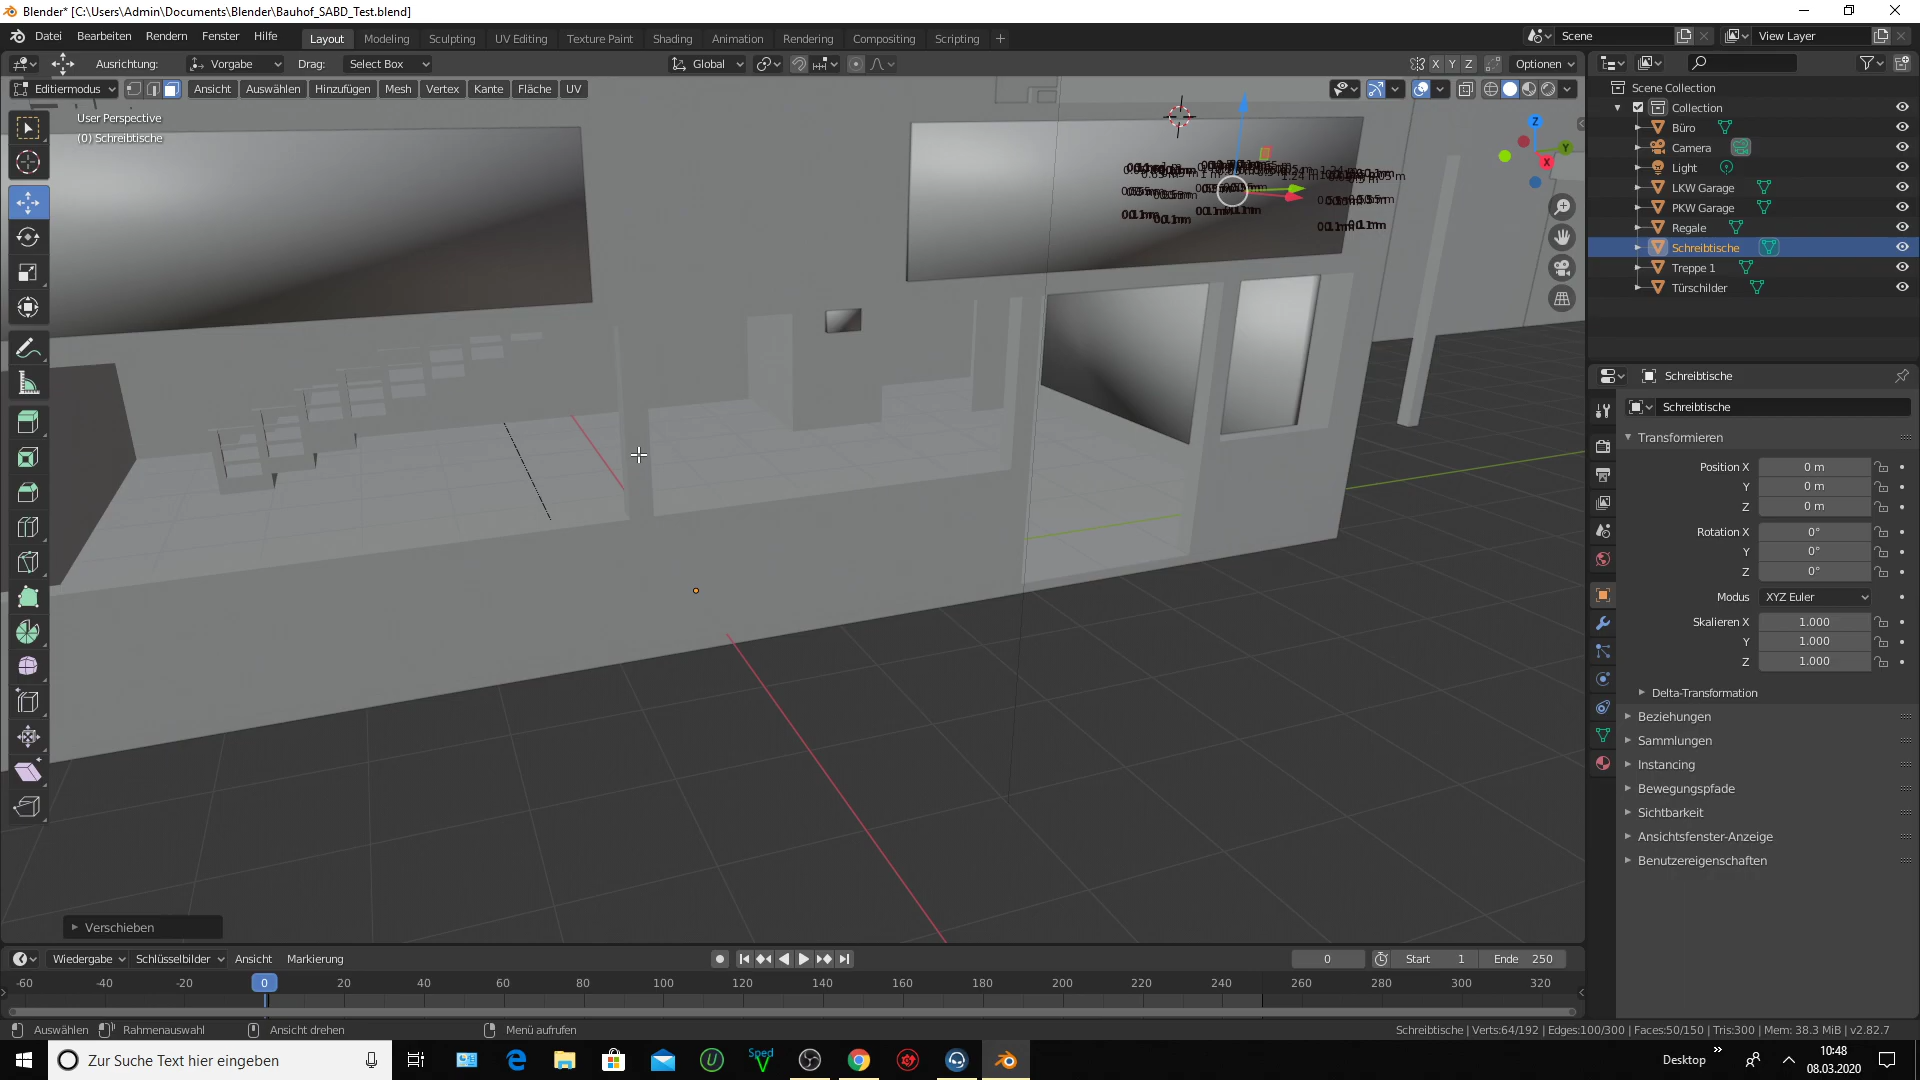 Blender* [C:\Users\Admin\Documents\Blender\Bauhof_SABD_Test.blend]
Datei Bearbeiten Rendern Fenster Hilfe Layout Modeling Sculpting UV Editing Texture Paint Shading Animation Rendering Compositing Scripting + Scene View Layer
Ausrichtung: Vorgabe Drag: Select Box Global X Y Z Optionen
Editiermodus Ansicht Auswählen Hinzufügen Mesh Vertex Kante Fläche UV
User Perspective
(0) Schreibtische
Z
Y
X
Scene Collection
Collection
Büro
Camera
Light
LKW Garage
PKW Garage
Regale
Schreibtische
Treppe 1
Türschilder
Schreibtische
Schreibtische
Transformieren
Position X 0 m
Y 0 m
Z 0 m
Rotation X 0°
Y 0°
Z 0°
Modus XYZ Euler
Skalieren X 1.000
Y 1.000
Z 1.000
Delta-Transformation
Beziehungen
Sammlungen
Instancing
Bewegungspfade
Sichtbarkeit
Ansichtsfenster-Anzeige
Benutzereigenschaften
Verschieben
Wiedergabe Schlüsselbilder Ansicht Markierung 0 Start 1 Ende 250
-60 -40 -20 0 20 40 60 80 100 120 140 160 180 200 220 240 260 280 300 320
Auswählen Rahmenauswahl Ansicht drehen Menü aufrufen Schreibtische | Verts:64/192 | Edges:100/300 | Faces:50/150 | Tris:300 | Mem: 38.3 MiB | v2.82.7
Zur Suche Text hier eingeben Sped V Desktop » 10:48
08.03.2020